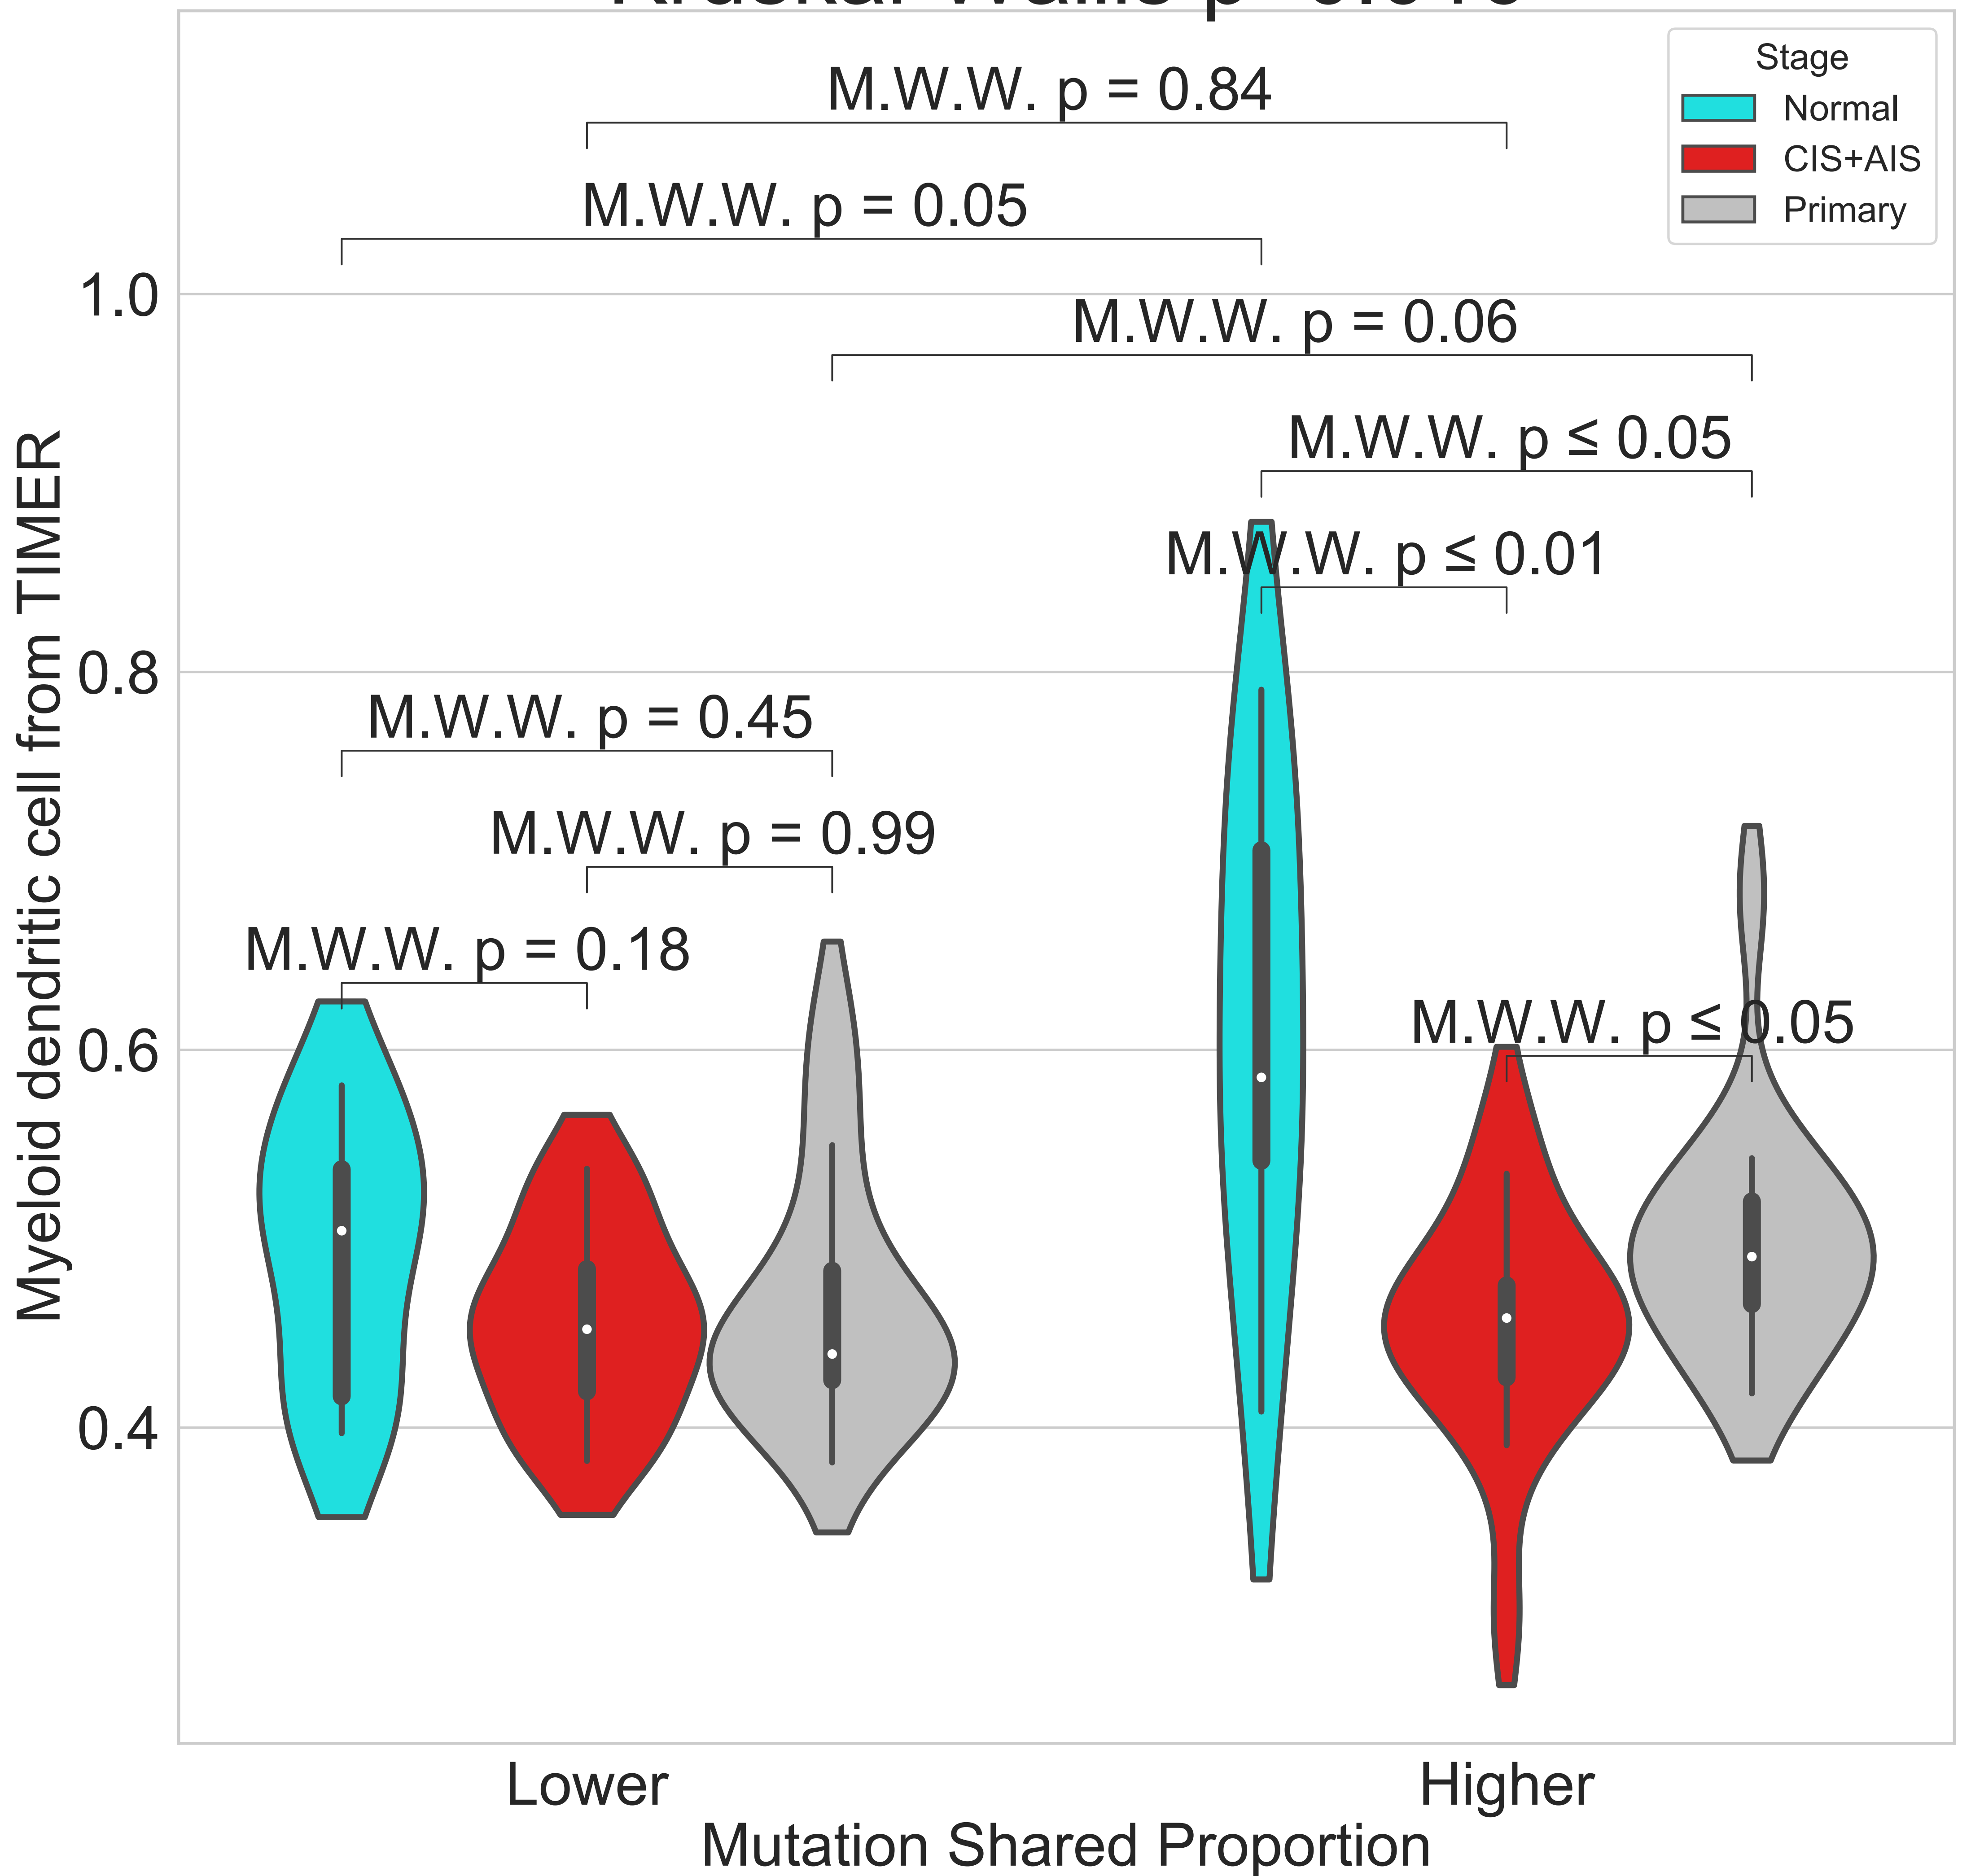 Stage
Normal
CIS+AIS
Primary
M.W.W. p = 0.84
M.W.W. p = 0.05
M.W.W. p = 0.06
M.W.W. p ≤ 0.05
M.W.W. p ≤ 0.01
M.W.W. p = 0.45
M.W.W. p = 0.99
M.W.W. p = 0.18
M.W.W. p ≤ 0.05
1.0
0.8
0.6
0.4
Myeloid dendritic cell from TIMER
Lower
Higher
Mutation Shared Proportion